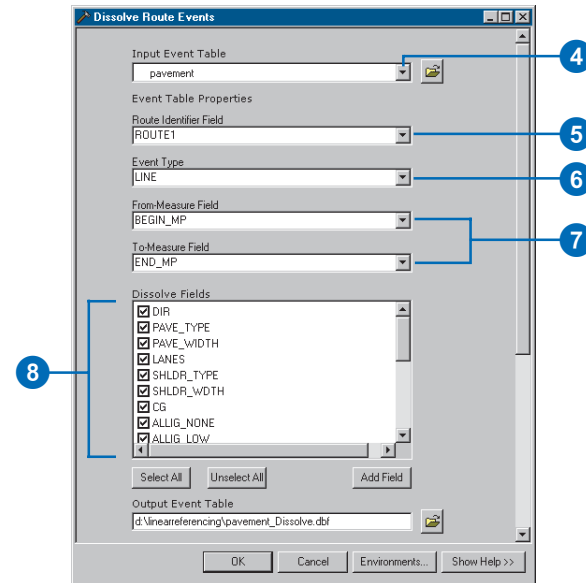 Dissolve Route Events
Input Event Table
pavement
4
Event Table Properties
Route Identifier Field
ROUTE1
5
Event Type
LINE
6
From-Measure Field
BEGIN_MP
7
To-Measure Field
END_MP
Dissolve Fields
DIR
PAVE_TYPE
PAVE_WIDTH
LANES
8
SHLDR_TYPE
SHLDR_WDTH
CG
ALLIG_NONE
ALLIG_LOW
Select All Unselect All Add Field
Output Event Table
d:\linearreferencing\pavement_Dissolve.dbf
OK Cancel Environments... Show Help >>